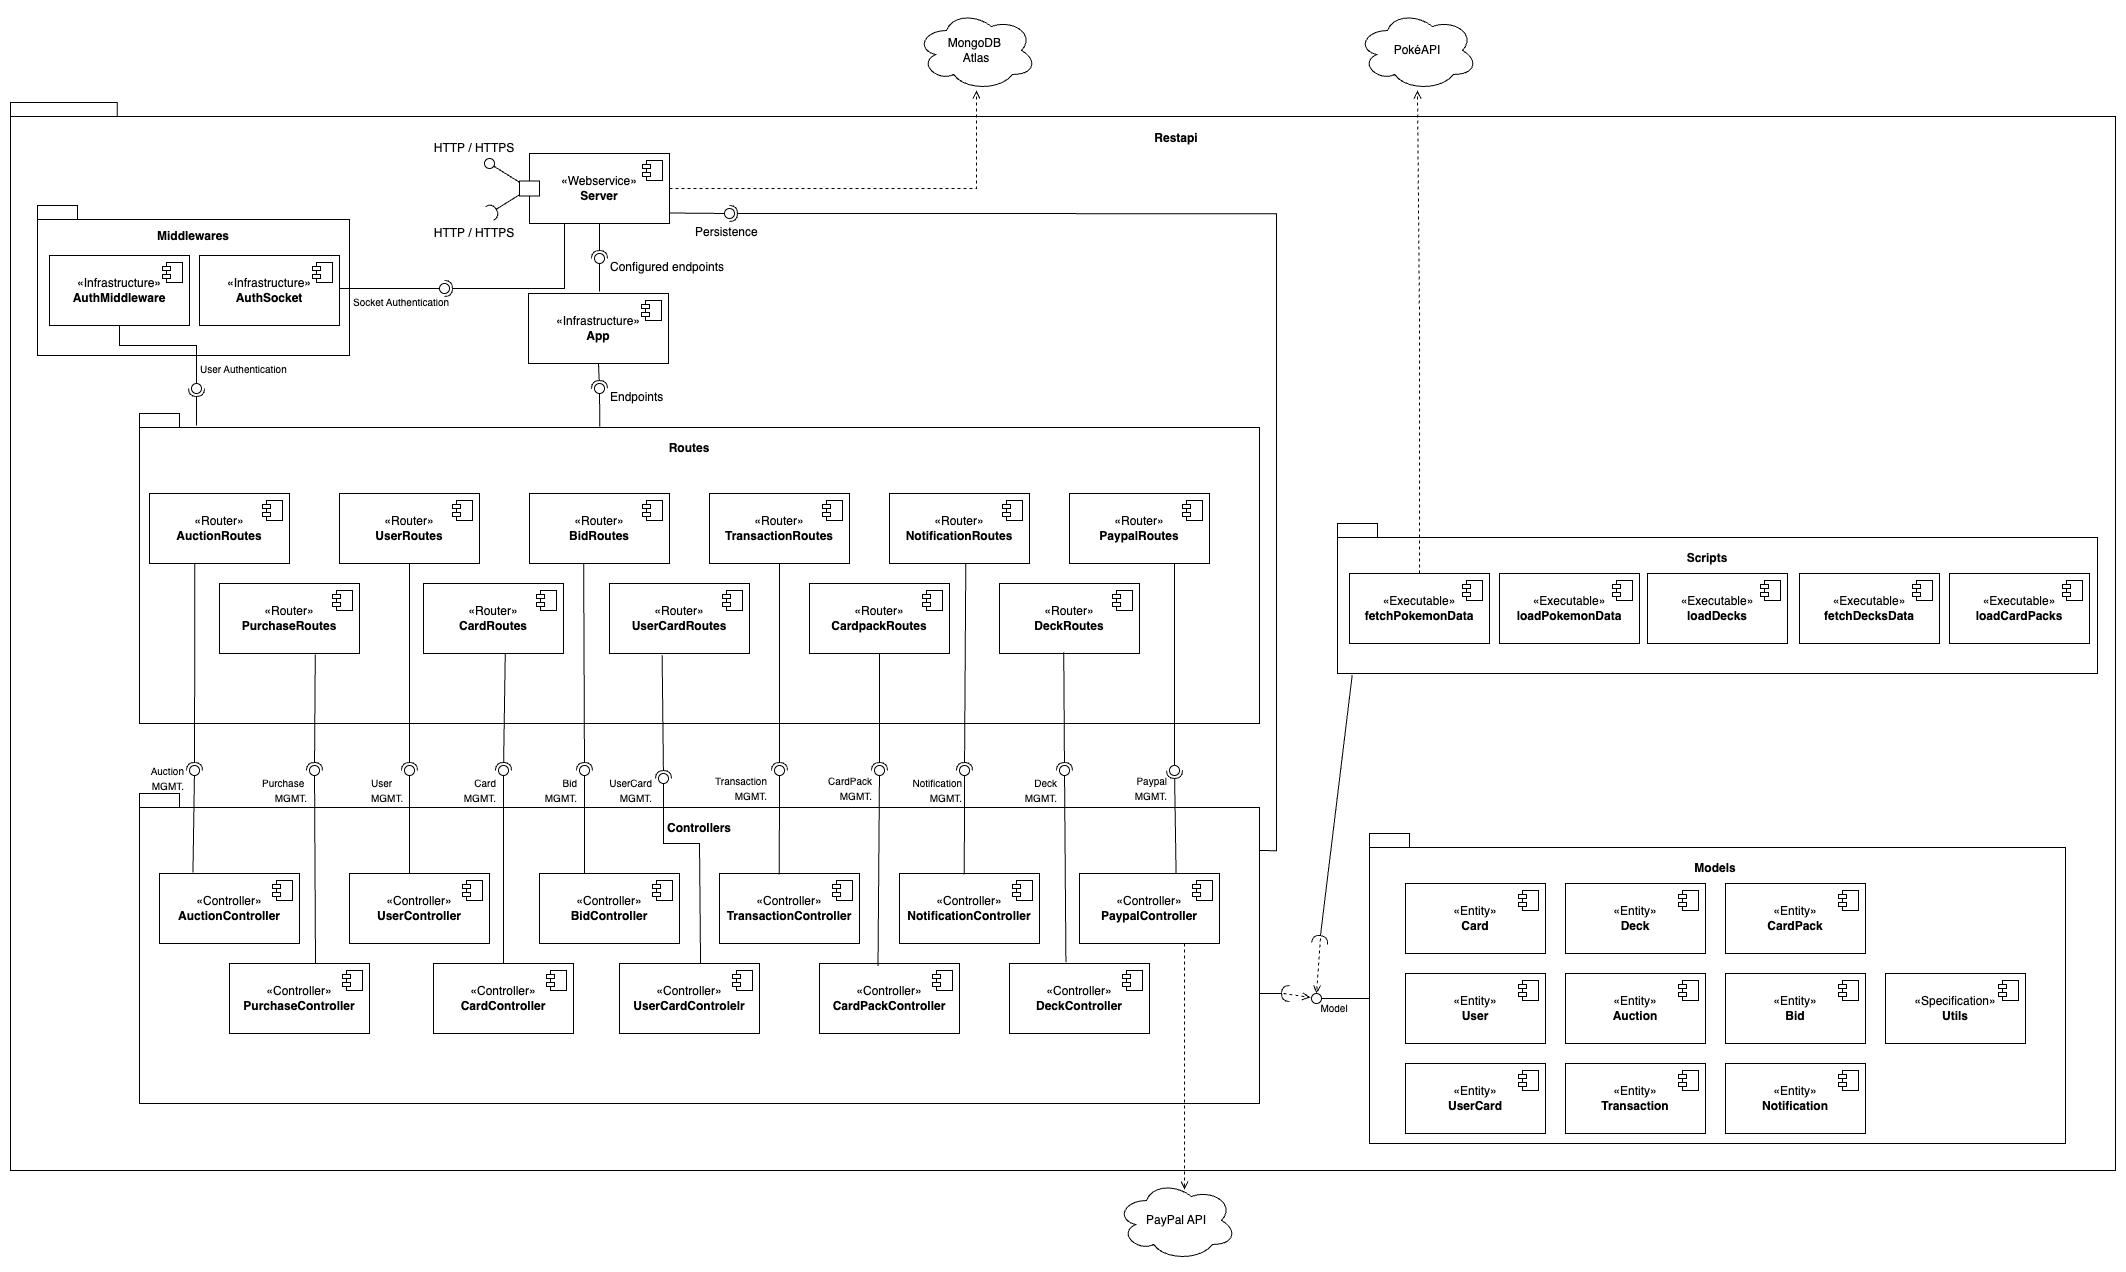 MongoDB
Atlas
PokéAPI
Restapi
HTTP / HTTPS
«Webservice»
Server
HTTP / HTTPS
Persistence
Middlewares
«Infrastructure»
AuthMiddleware
«Infrastructure»
AuthSocket
Socket Authentication
Configured endpoints
«Infrastructure»
App
User Authentication
Endpoints
Routes
«Router»
AuctionRoutes
«Router»
UserRoutes
«Router»
BidRoutes
«Router»
TransactionRoutes
«Router»
NotificationRoutes
«Router»
PaypalRoutes
«Router»
PurchaseRoutes
«Router»
CardRoutes
«Router»
UserCardRoutes
«Router»
CardpackRoutes
«Router»
DeckRoutes
Scripts
«Executable»
fetchPokemonData
«Executable»
loadPokemonData
«Executable»
loadDecks
«Executable»
fetchDecksData
«Executable»
loadCardPacks
Auction
MGMT.
Purchase
MGMT.
User
MGMT.
Card
MGMT.
Bid
MGMT.
UserCard
MGMT.
Transaction
MGMT.
CardPack
MGMT.
Notification
MGMT.
Deck
MGMT.
Paypal
MGMT.
Controllers
«Controller»
AuctionController
«Controller»
UserController
«Controller»
BidController
«Controller»
TransactionController
«Controller»
NotificationController
«Controller»
PaypalController
«Controller»
PurchaseController
«Controller»
CardController
«Controller»
UserCardControlelr
«Controller»
CardPackController
«Controller»
DeckController
Model
Models
«Entity»
Card
«Entity»
Deck
«Entity»
CardPack
«Entity»
User
«Entity»
Auction
«Entity»
Bid
«Specification»
Utils
«Entity»
UserCard
«Entity»
Transaction
«Entity»
Notification
PayPal API